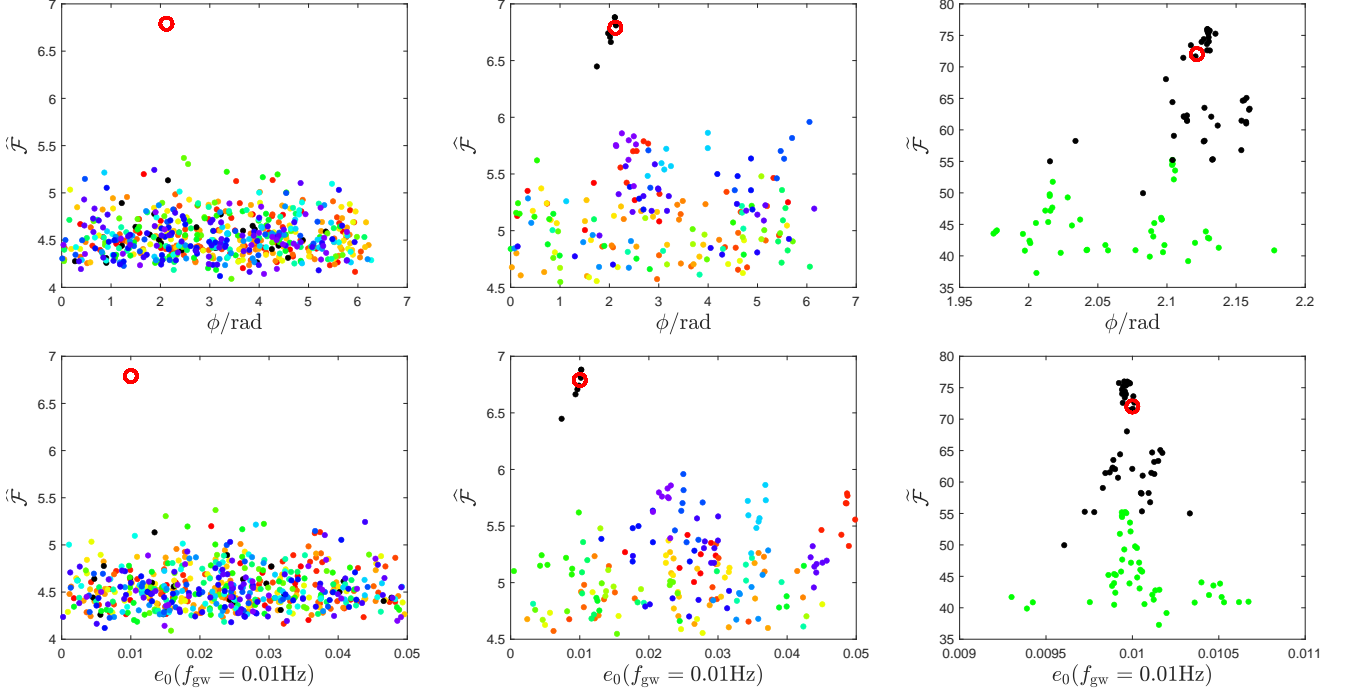 7
6.5
6
5.5
5
4.5
4
ℱ̂
0 1 2 3 4 5 6 7
ϕ/rad
7
6.5
6
5.5
5
4.5
ℱ̂
0 1 2 3 4 5 6 7
ϕ/rad
80
75
70
65
60
55
50
45
40
35
ℱ̃
1.95 2 2.05 2.1 2.15 2.2
ϕ/rad
7
6.5
6
5.5
5
4.5
4
ℱ̂
0 0.01 0.02 0.03 0.04 0.05
e₀(f_gw = 0.01Hz)
7
6.5
6
5.5
5
4.5
ℱ̂
0 0.01 0.02 0.03 0.04 0.05
e₀(f_gw = 0.01Hz)
80
75
70
65
60
55
50
45
40
35
ℱ̃
0.009 0.0095 0.01 0.0105 0.011
e₀(f_gw = 0.01Hz)